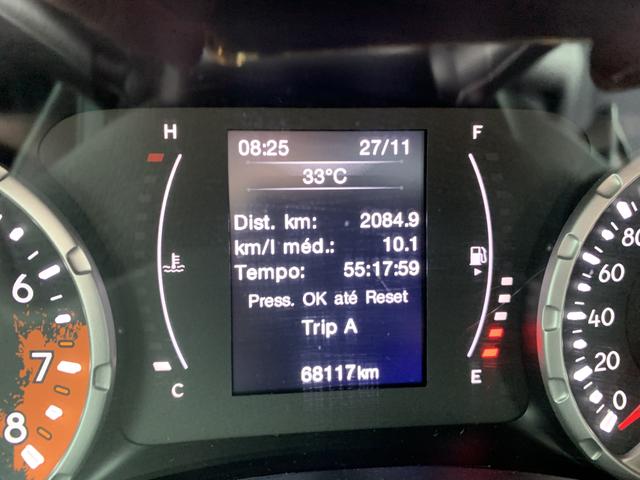 H
F
08:25 27/11
33°C
Dist. km: 2084.9
km/l méd.: 10.1
Tempo: 55:17:59
Press. OK até Reset
Trip A
68117km
C
E
6
7
8
80
60
40
20
0